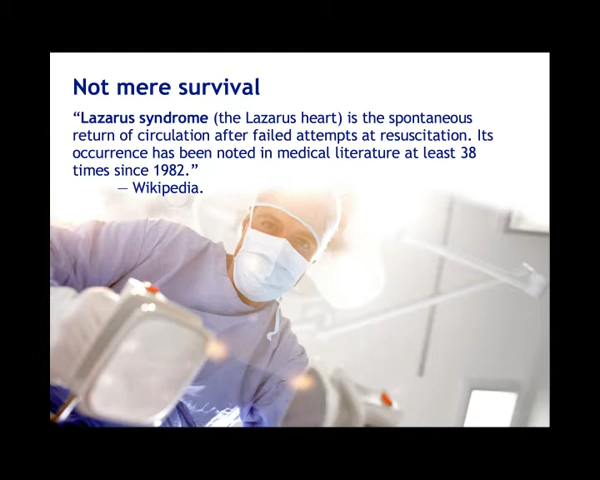 Not mere survival
“Lazarus syndrome (the Lazarus heart) is the spontaneous
return of circulation after failed attempts at resuscitation. Its
occurrence has been noted in medical literature at least 38
times since 1982.”
— Wikipedia.